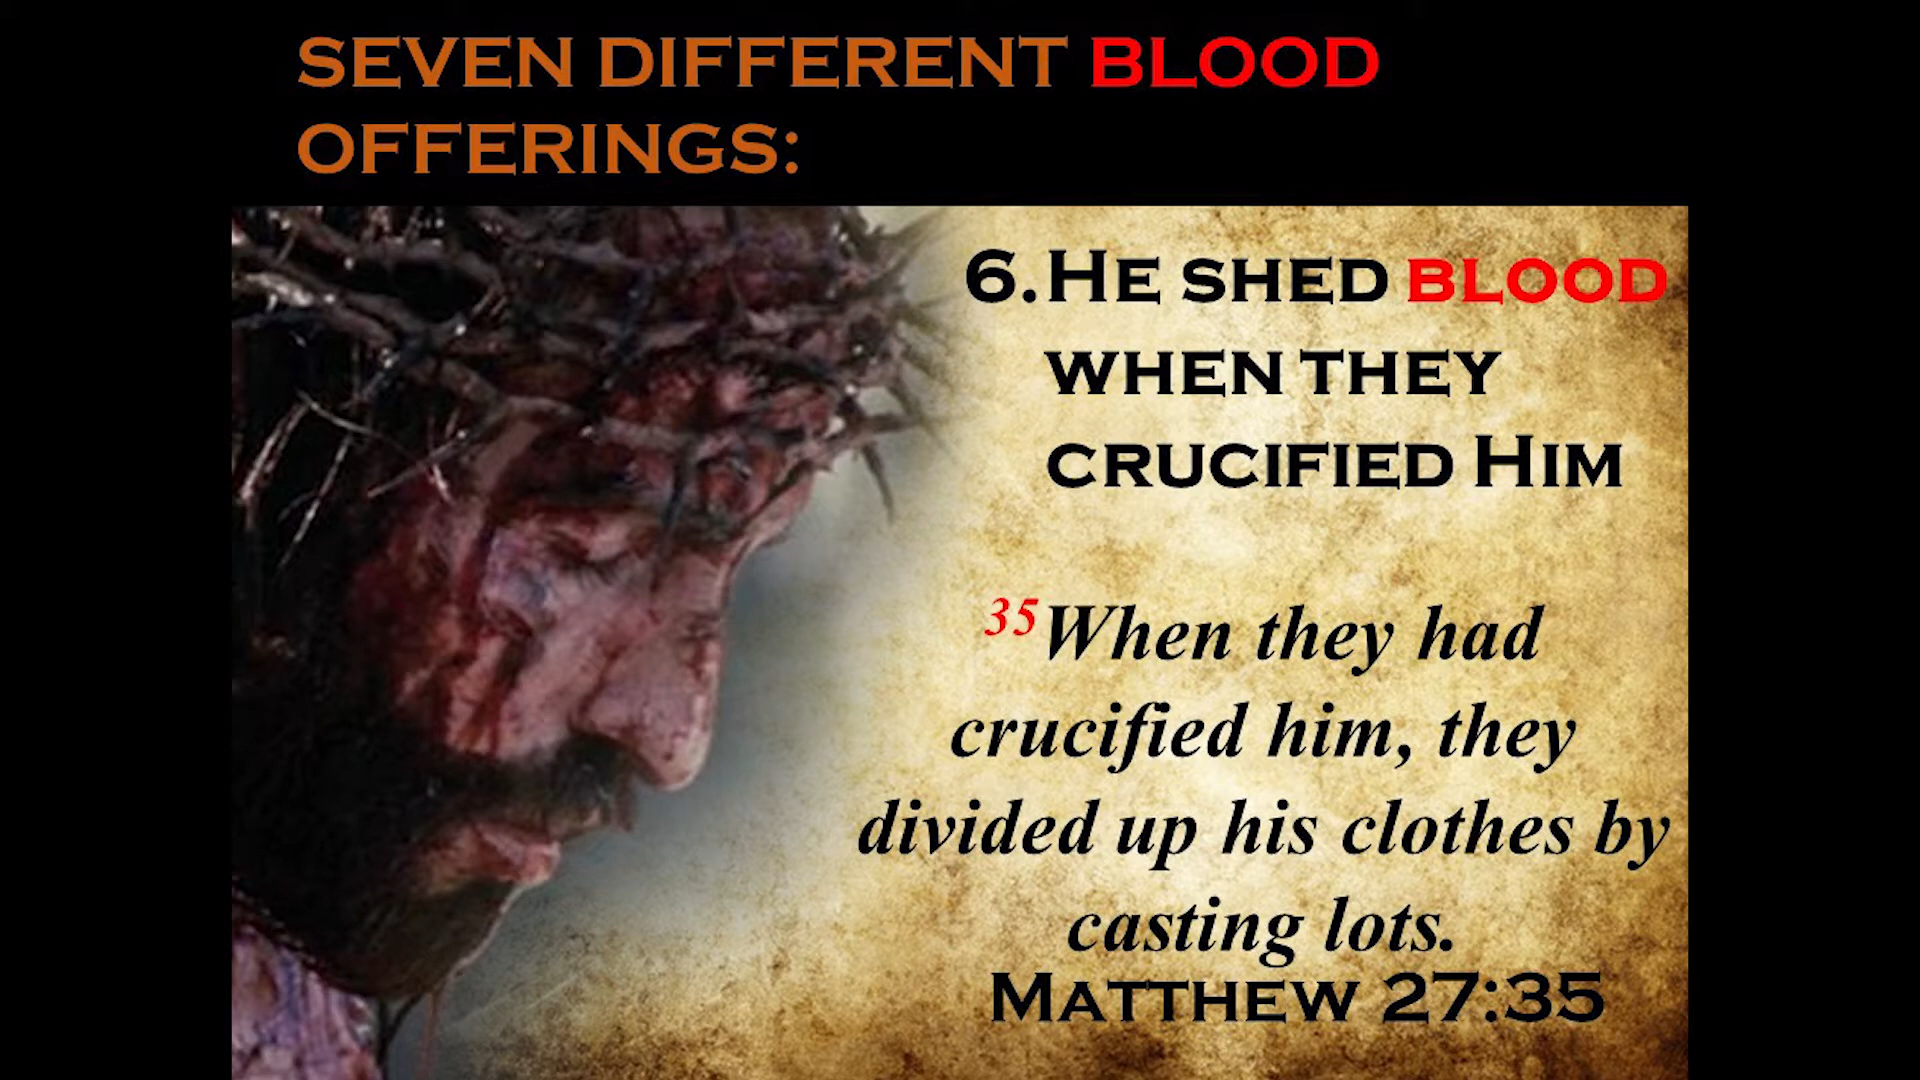 SEVEN DIFFERENT BLOOD
OFFERINGS:
6.HE SHED BLOOD
WHEN THEY
CRUCIFIED HIM
35When they had
crucified him, they
divided up his clothes by
casting lots.
MATTHEW 27:35